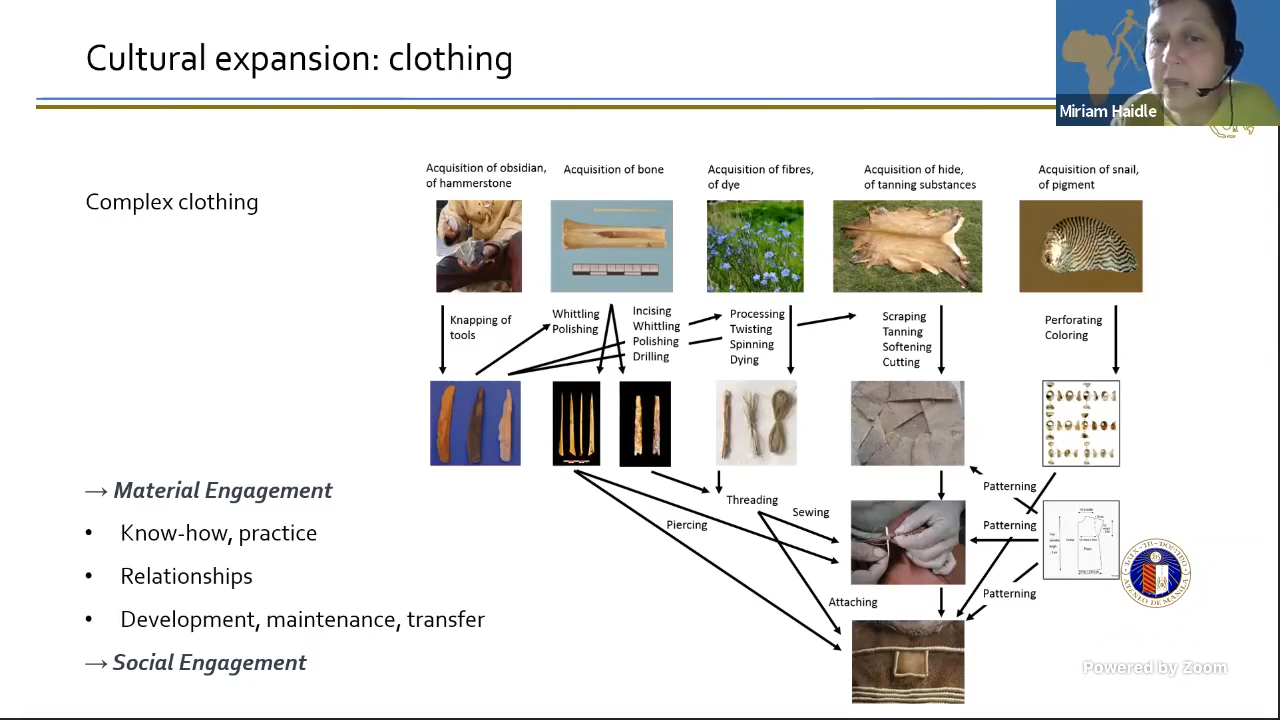 Cultural expansion: clothing
Miriam Haidle
Complex clothing
Acquisition of obsidian,
of hammerstone
Acquisition of bone
Acquisition of fibres,
of dye
Acquisition of hide,
of tanning substances
Acquisition of snail,
of pigment
Knapping of
tools
Whittling
Polishing
Incising
Whittling
Polishing
Drilling
Processing
Twisting
Spinning
Dying
Scraping
Tanning
Softening
Cutting
Perforating
Coloring
→ Material Engagement
• Know-how, practice
• Relationships
• Development, maintenance, transfer
→ Social Engagement
Piercing
Threading
Sewing
Attaching
Patterning
Patterning
Patterning
Powered by Zoom